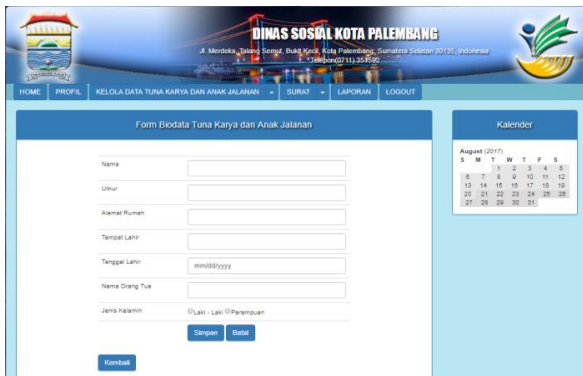 DINAS SOSIAL KOTA PALEMBANG
Jl. Merdeka, Talang Semut, Bukit Kecil, Kota Palembang, Sumatera Selatan 30135, Indonesia
Telepon(0711) 351592
HOME PROFIL KELOLA DATA TUNA KARYA DAN ANAK JALANAN SURAT LAPORAN LOGOUT
Form Biodata Tuna Karya dan Anak Jalanan
Nama
Umur
Alamat Rumah
Tempat Lahir
Tanggal Lahir mm/dd/yyyy
Nama Orang Tua
Jenis Kelamin Laki - Laki Perempuan
Simpan Batal
Kembali
Kalender
August (2017)
S M T W T F S
1 2 3 4 5
6 7 8 9 10 11 12
13 14 15 16 17 18 19
20 21 22 23 24 25 26
27 28 29 30 31